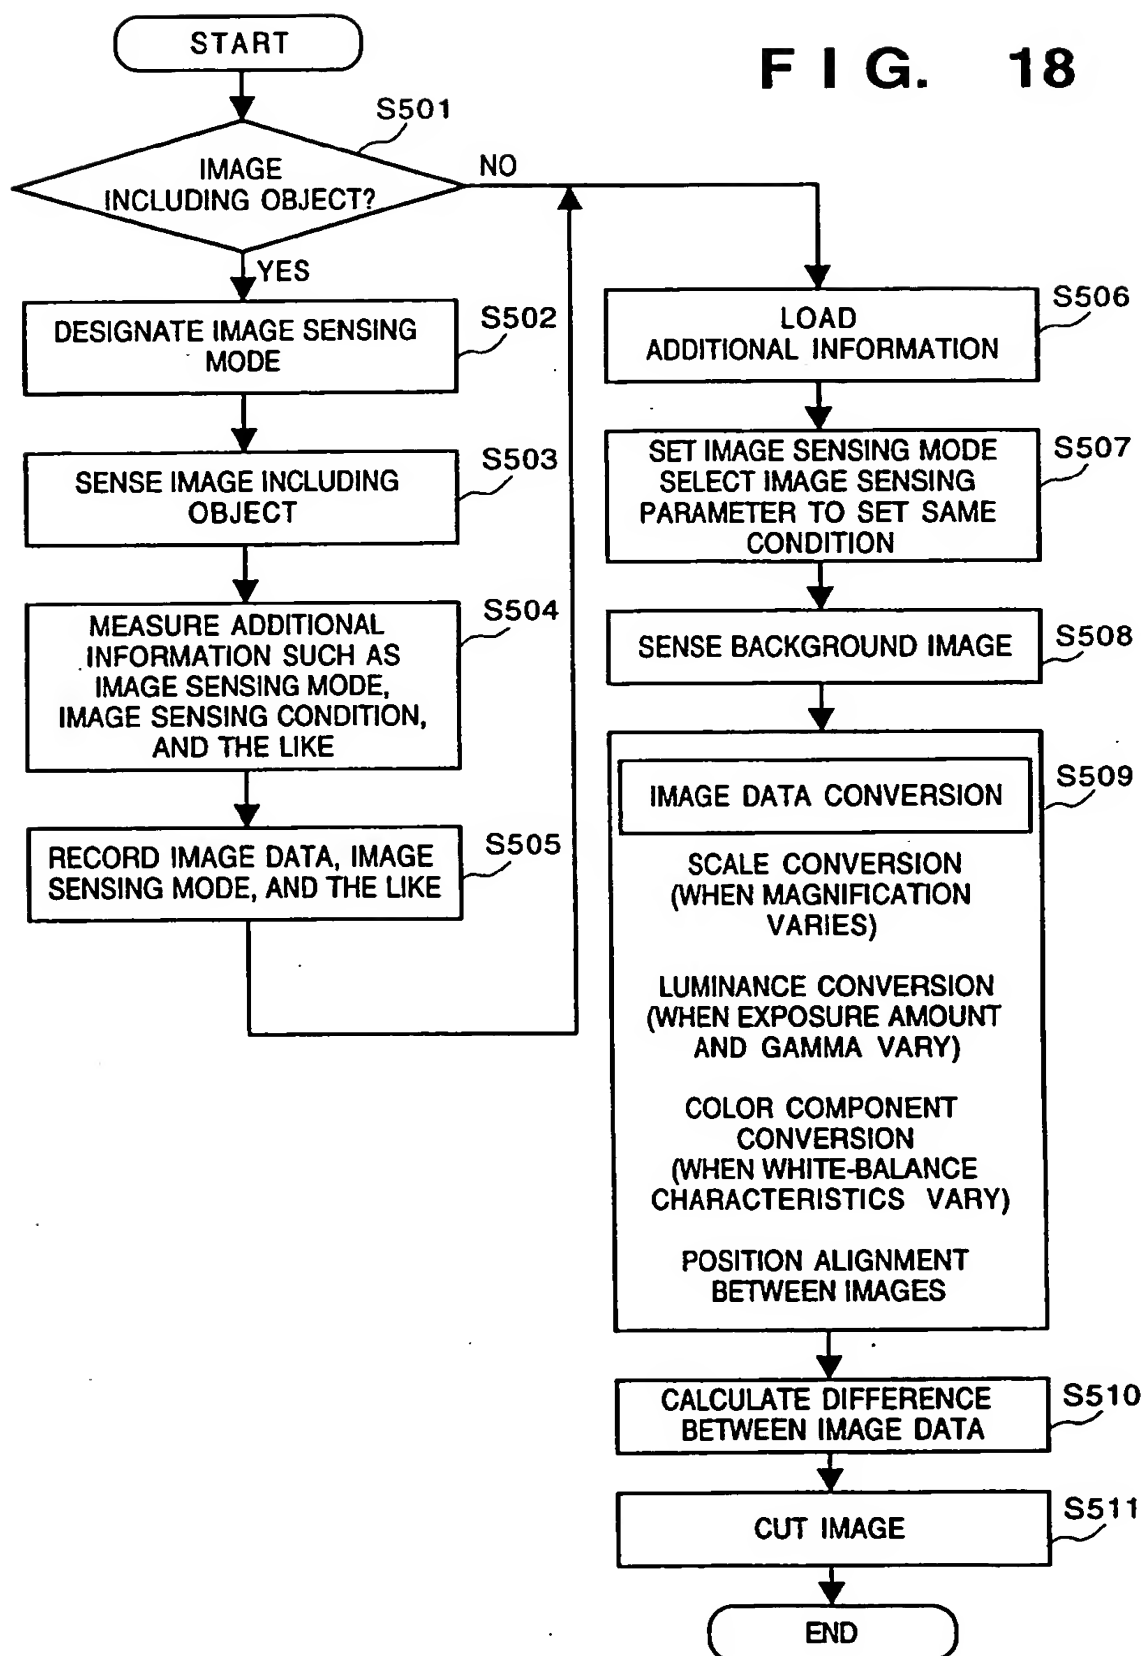 START
FIG. 18
S501
IMAGE
INCLUDING OBJECT?
NO
YES
DESIGNATE IMAGE SENSING
MODE
S502
SENSE IMAGE INCLUDING
OBJECT
S503
MEASURE ADDITIONAL
INFORMATION SUCH AS
IMAGE SENSING MODE,
IMAGE SENSING CONDITION,
AND THE LIKE
S504
RECORD IMAGE DATA, IMAGE
SENSING MODE, AND THE LIKE
S505
LOAD
ADDITIONAL INFORMATION
S506
SET IMAGE SENSING MODE
SELECT IMAGE SENSING
PARAMETER TO SET SAME
CONDITION
S507
SENSE BACKGROUND IMAGE
S508
IMAGE DATA CONVERSION
S509
SCALE CONVERSION
(WHEN MAGNIFICATION
VARIES)
LUMINANCE CONVERSION
(WHEN EXPOSURE AMOUNT
AND GAMMA VARY)
COLOR COMPONENT
CONVERSION
(WHEN WHITE-BALANCE
CHARACTERISTICS VARY)
POSITION ALIGNMENT
BETWEEN IMAGES
CALCULATE DIFFERENCE
BETWEEN IMAGE DATA
S510
CUT IMAGE
S511
END